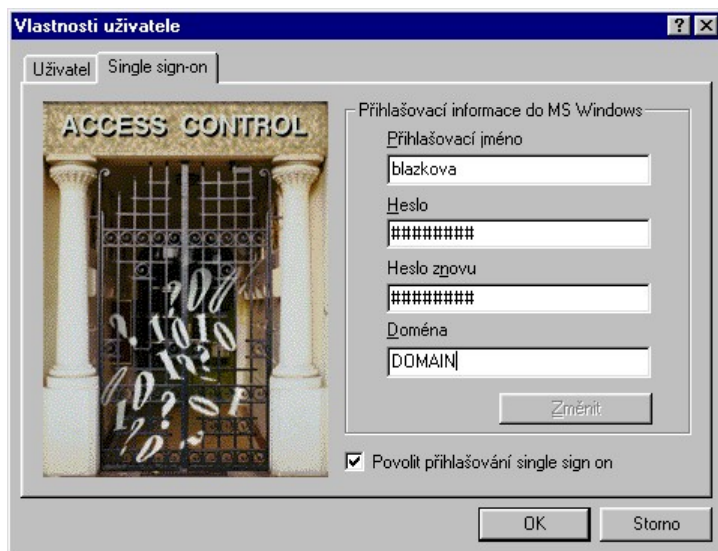 Vlastnosti uživatele
Uživatel
Single sign-on
ACCESS CONTROL
Přihlašovací informace do MS Windows
Přihlašovací jméno
blazkova
Heslo
########
Heslo znovu
########
Doména
DOMAIN
Změnit
Povolit přihlašování single sign on
OK
Storno